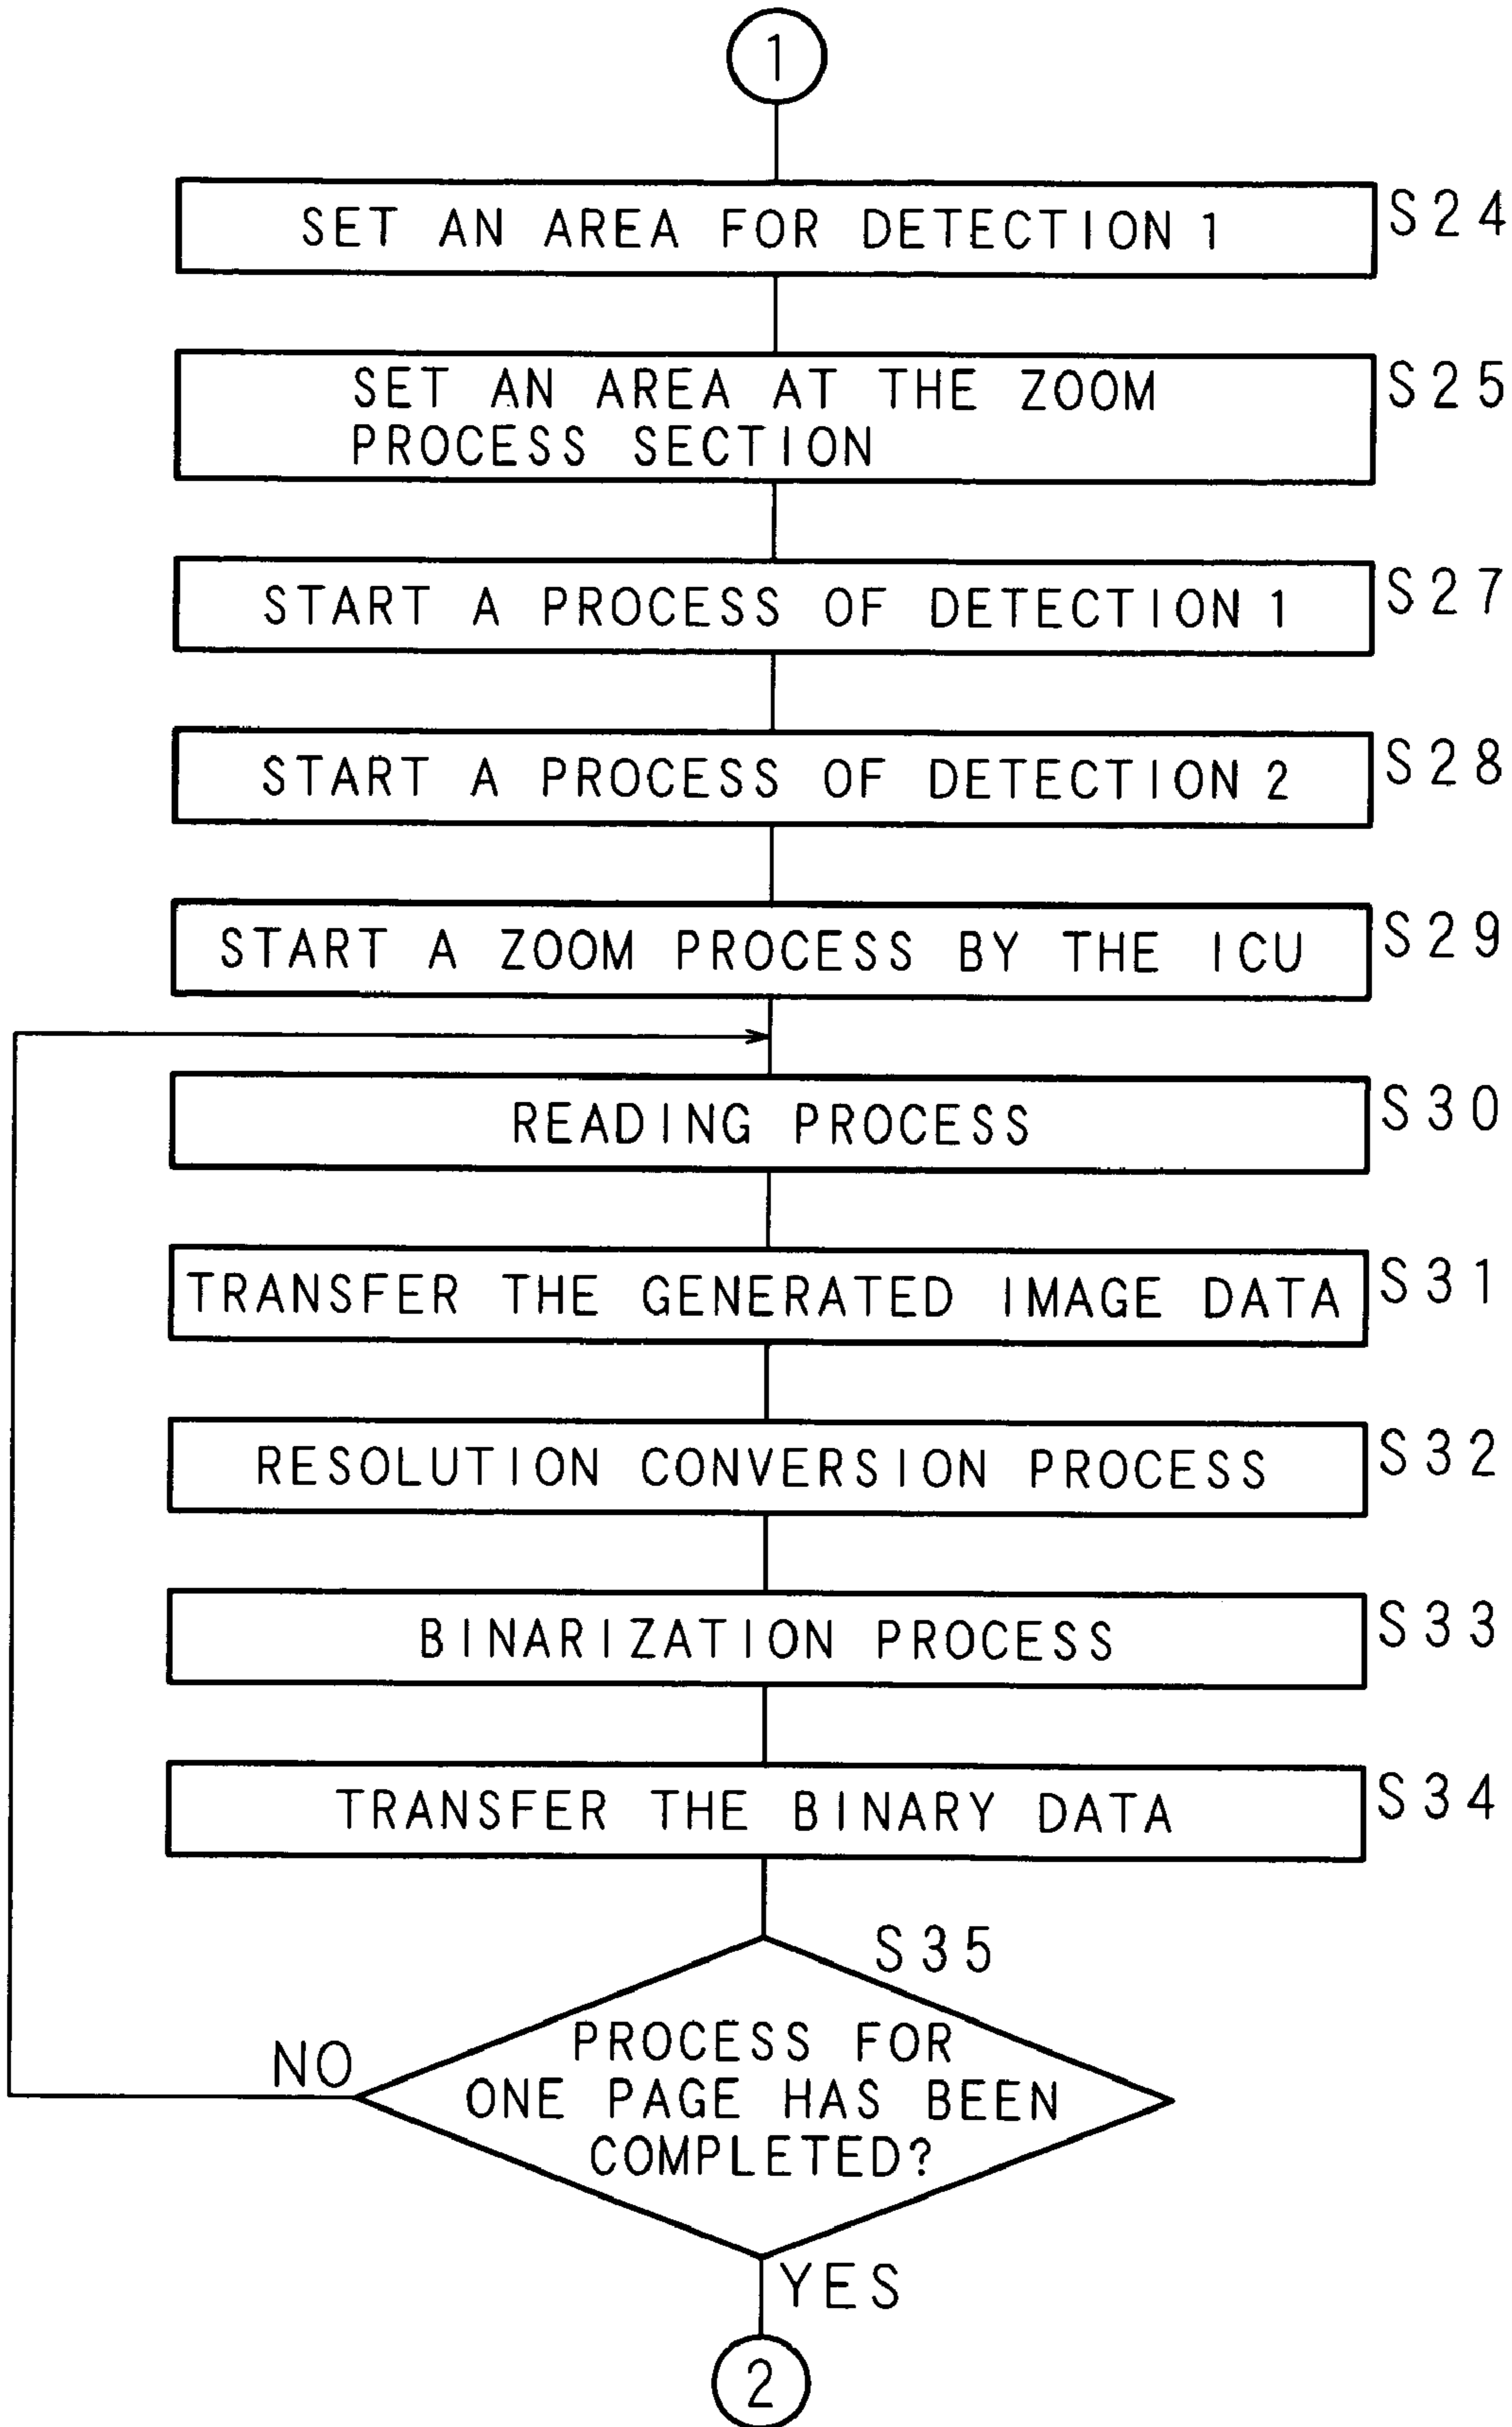 1
SET AN AREA FOR DETECTION 1
S24
SET AN AREA AT THE ZOOM
PROCESS SECTION
S25
START A PROCESS OF DETECTION 1
S27
START A PROCESS OF DETECTION 2
S28
START A ZOOM PROCESS BY THE ICU
S29
READING PROCESS
S30
TRANSFER THE GENERATED IMAGE DATA
S31
RESOLUTION CONVERSION PROCESS
S32
BINARIZATION PROCESS
S33
TRANSFER THE BINARY DATA
S34
S35
PROCESS FOR
ONE PAGE HAS BEEN
COMPLETED?
NO
YES
2